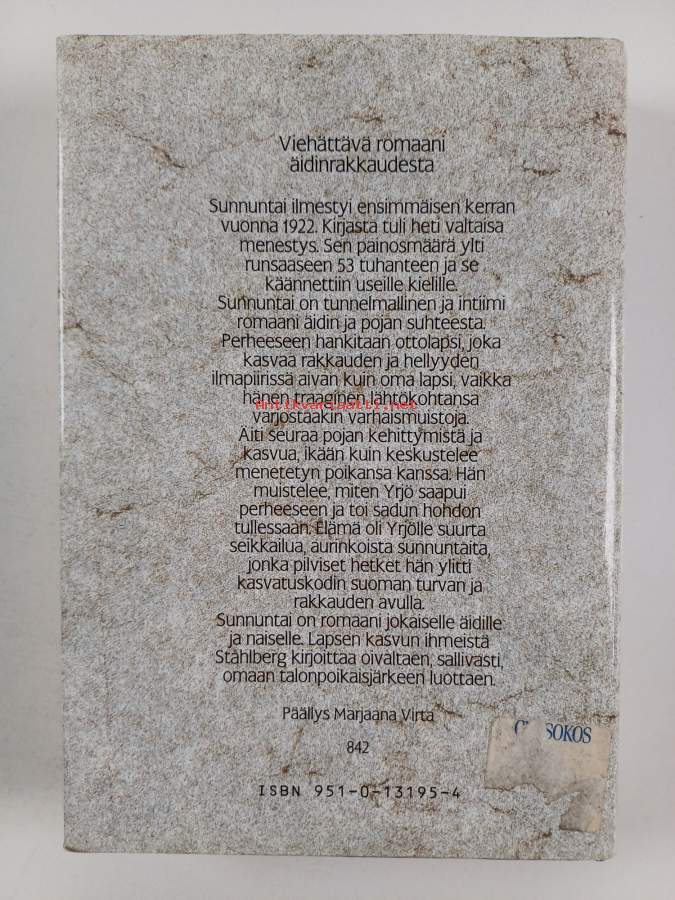 Viehättävä romaani
äidinrakkaudesta
Sunnuntai ilmestyi ensimmäisen kerran
vuonna 1922. Kirjasta tuli heti valtaisa
menestys. Sen painosmäärä ylti
runsaaseen 53 tuhanteen ja se
käännettiin useille kielille.
Sunnuntai on tunnelmallinen ja intiimi
romaani äidin ja pojan suhteesta.
Perheeseen hankitaan ottolapsi, joka
kasvaa rakkauden ja hellyyden
ilmapiirissä aivan kuin oma lapsi, vaikka
hänen traaginen lähtökohtansa
antikvariaatti.net
varjostaakin varhaismuistoja.
Äiti seuraa pojan kehittymistä ja
kasvua, ikään kuin keskustelee
menetetyn poikansa kanssa. Hän
muistelee, miten Yrjö saapui
perheeseen ja toi sadun hohdon
tullessaan. Elämä oli Yrjölle suurta
seikkailua, aurinkoista sunnuntaita,
jonka pilviset hetket hän ylitti
kasvatuskodin suoman turvan ja
rakkauden avulla.
Sunnuntai on romaani jokaiselle äidille
ja naiselle. Lapsen kasvun ihmeistä
Ståhlberg kirjoittaa oivaltaen, sallivasti,
omaan talonpoikaisjärkeen luottaen.
Päällys Marjaana Virta
SOKOS
842
ISBN 951-0-13195-4